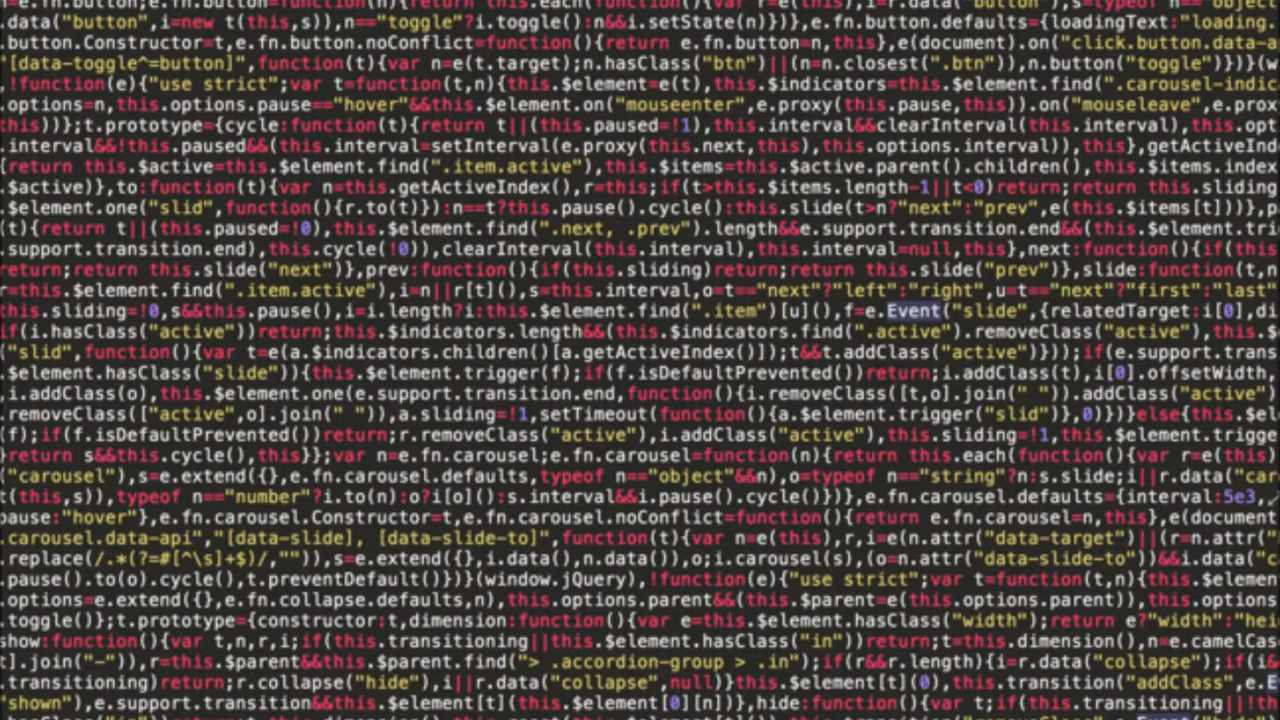 data("button",i=new t(this,s)),n=="toggle"?i.toggle():n&&i.setState(n)})},e.fn.button.defaults={loadingText:"loading.
button.Constructor=t,e.fn.button.noConflict=function(){return e.fn.button=n,this},e(document).on("click.button.data-a
"[data-toggle^=button]",function(t){var n=e(t.target);n.hasClass("btn")||(n=n.closest(".btn")),n.button("toggle")})}(w
,!function(e){"use strict";var t=function(t,n){this.$element=e(t),this.$indicators=this.$element.find(".carousel-indic
options=n,this.options.pause=="hover"&&this.$element.on("mouseenter",e.proxy(this.pause,this)).on("mouseleave",e.prox
this))};t.prototype={cycle:function(t){return t||(this.paused=!1),this.interval&&clearInterval(this.interval),this.opt
interval&&!this.paused&&(this.interval=setInterval(e.proxy(this.next,this),this.options.interval)),this},getActiveInd
{return this.$active=this.$element.find(".item.active"),this.$items=this.$active.parent().children(),this.$items.index
.$active)},to:function(t){var n=this.getActiveIndex(),r=this;if(t>this.$items.length-1||t<0)return;return this.sliding
.$element.one("slid",function(){r.to(t)}):n==t?this.pause().cycle():this.slide(t>n?"next":"prev",e(this.$items[t]))},p
(t){return t||(this.paused=!0),this.$element.find(".next, .prev").length&&e.support.transition.end&&(this.$element.tri
.support.transition.end),this.cycle(!0)),clearInterval(this.interval),this.interval=null,this},next:function(){if(this
return;return this.slide("next")},prev:function(){if(this.sliding)return;return this.slide("prev")},slide:function(t,n
r=this.$element.find(".item.active"),i=n||r[t](),s=this.interval,o=t=="next"?"left":"right",u=t=="next"?"first":"last"
this.sliding=!0,s&&this.pause(),i=i.length?i:this.$element.find(".item")[u](),f=e.Event("slide",{relatedTarget:i[0],di
if(i.hasClass("active"))return;this.$indicators.length&&(this.$indicators.find(".active").removeClass("active"),this.$
("slid",function(){var t=e(a.$indicators.children()[a.getActiveIndex()]);t&&t.addClass("active")}));if(e.support.trans
$element.hasClass("slide")){this.$element.trigger(f);if(f.isDefaultPrevented())return;i.addClass(t),i[0].offsetWidth,
,i.addClass(o),this.$element.one(e.support.transition.end,function(){i.removeClass([t,o].join(" ")).addClass("active")
removeClass(["active",o].join(" ")),a.sliding=!1,setTimeout(function(){a.$element.trigger("slid")},0)})}else{this.$el
(f);if(f.isDefaultPrevented())return;r.removeClass("active"),i.addClass("active"),this.sliding=!1,this.$element.trigge
}return s&&this.cycle(),this}};var n=e.fn.carousel;e.fn.carousel=function(n){return this.each(function(){var r=e(this)
("carousel"),s=e.extend({},e.fn.carousel.defaults,typeof n=="object"&&n),o=typeof n=="string"?n:s.slide;i||r.data("car
t(this,s)),typeof n=="number"?i.to(n):o?i[o]():s.interval&&i.pause().cycle()})},e.fn.carousel.defaults={interval:5e3,
pause:"hover"},e.fn.carousel.Constructor=t,e.fn.carousel.noConflict=function(){return e.fn.carousel=n,this},e(document
carousel.data-api","[data-slide], [data-slide-to]",function(t){var n=e(this),r,i=e(n.attr("data-target")||(r=n.attr("
replace(/.*(?=#[^\s]+$)/,"")),s=e.extend({},i.data(),n.data()),o;i.carousel(s),(o=n.attr("data-slide-to"))&&i.data("c
pause().to(o).cycle(),t.preventDefault()})}(window.jQuery),!function(e){"use strict";var t=function(t,n){this.$elemen
options=e.extend({},e.fn.collapse.defaults,n),this.options.parent&&(this.$parent=e(this.options.parent)),this.options
.toggle()};t.prototype={constructor:t,dimension:function(){var e=this.$element.hasClass("width");return e?"width":"hei
show:function(){var t,n,r,i;if(this.transitioning||this.$element.hasClass("in"))return;t=this.dimension(),n=e.camelCas
t].join("-")),r=this.$parent&&this.$parent.find("> .accordion-group > .in");if(r&&r.length){i=r.data("collapse");if(i&
transitioning)return;r.collapse("hide"),i||r.data("collapse",null)}this.$element[t](0),this.transition("addClass",e.E
"shown"),e.support.transition&&this.$element[t](this.$element[0][n])},hide:function(){var t;if(this.transitioning||!th